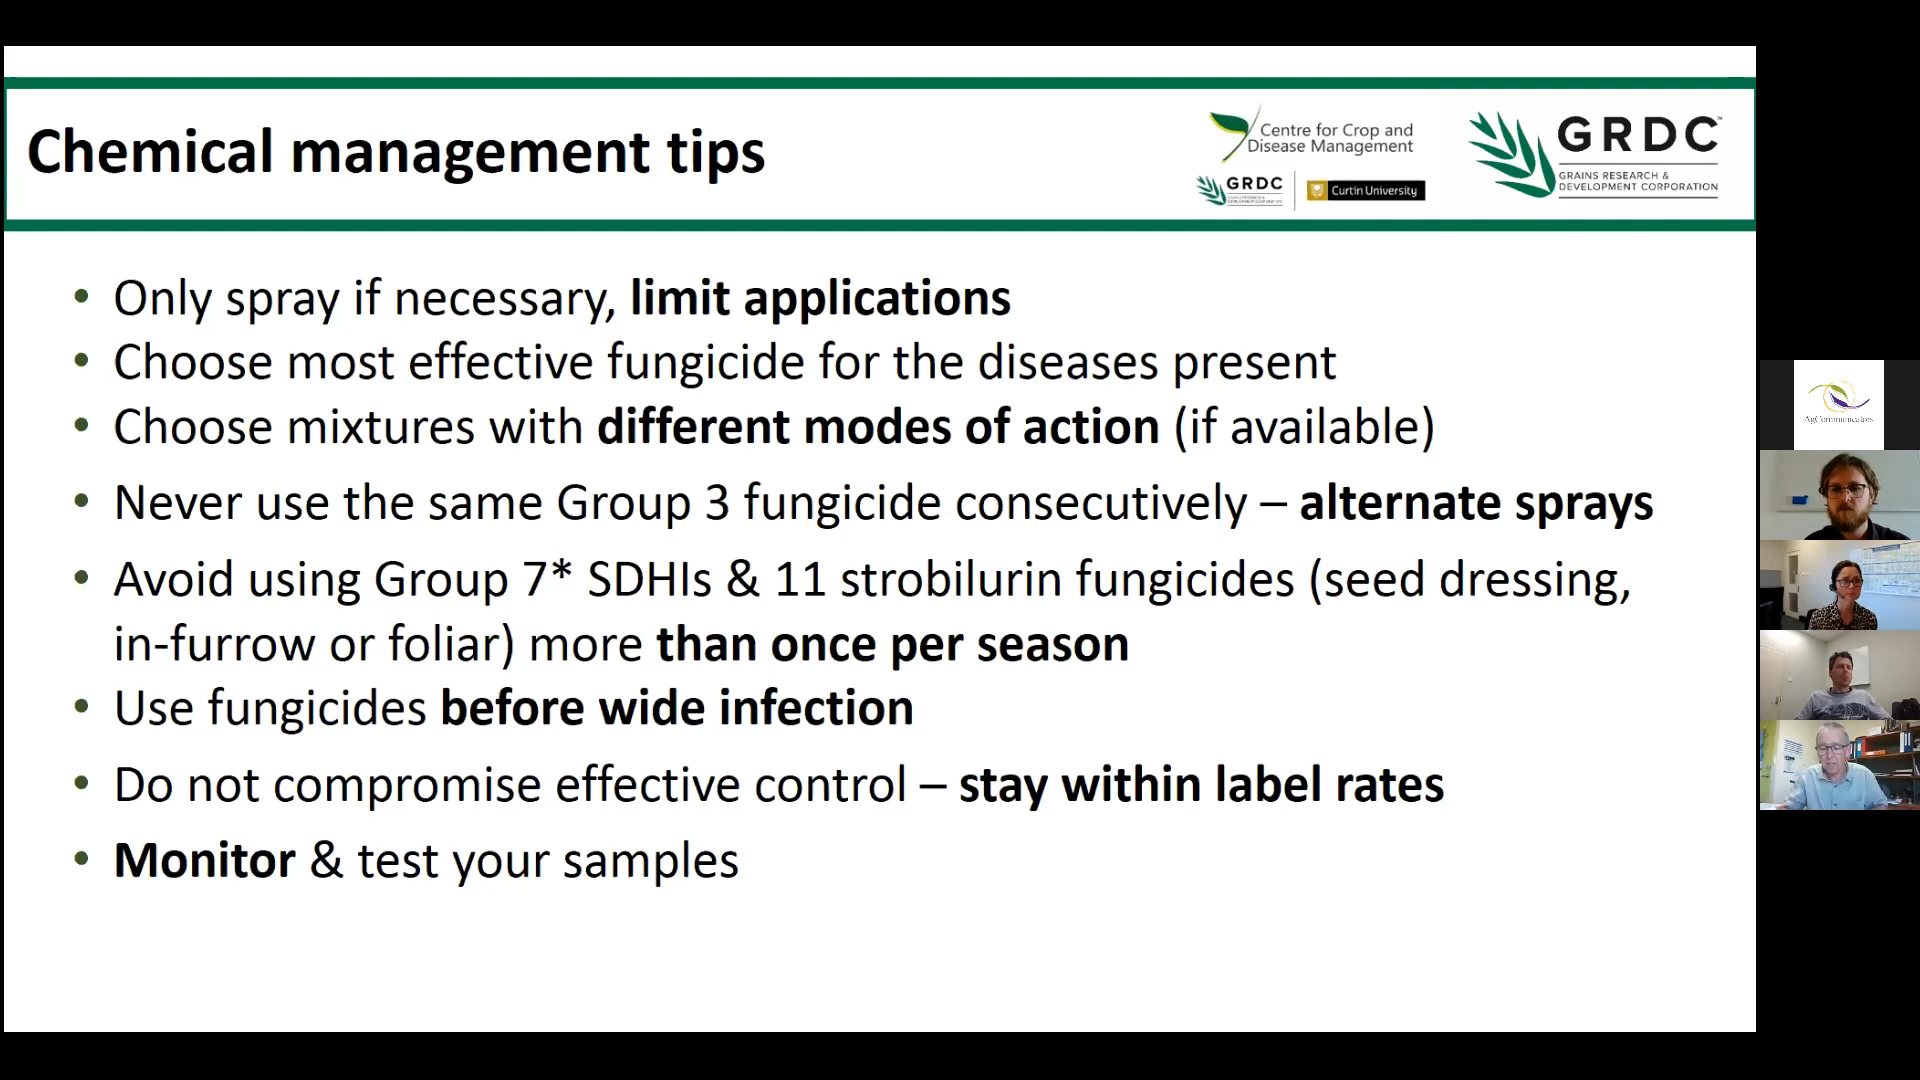 Chemical management tips
Centre for Crop and
Disease Management
GRDC
Curtin University
GRDC™
GRAINS RESEARCH &
DEVELOPMENT CORPORATION
• Only spray if necessary, limit applications
• Choose most effective fungicide for the diseases present
• Choose mixtures with different modes of action (if available)
• Never use the same Group 3 fungicide consecutively – alternate sprays
• Avoid using Group 7* SDHIs & 11 strobilurin fungicides (seed dressing,
in-furrow or foliar) more than once per season
• Use fungicides before wide infection
• Do not compromise effective control – stay within label rates
• Monitor & test your samples
AgCommunicators